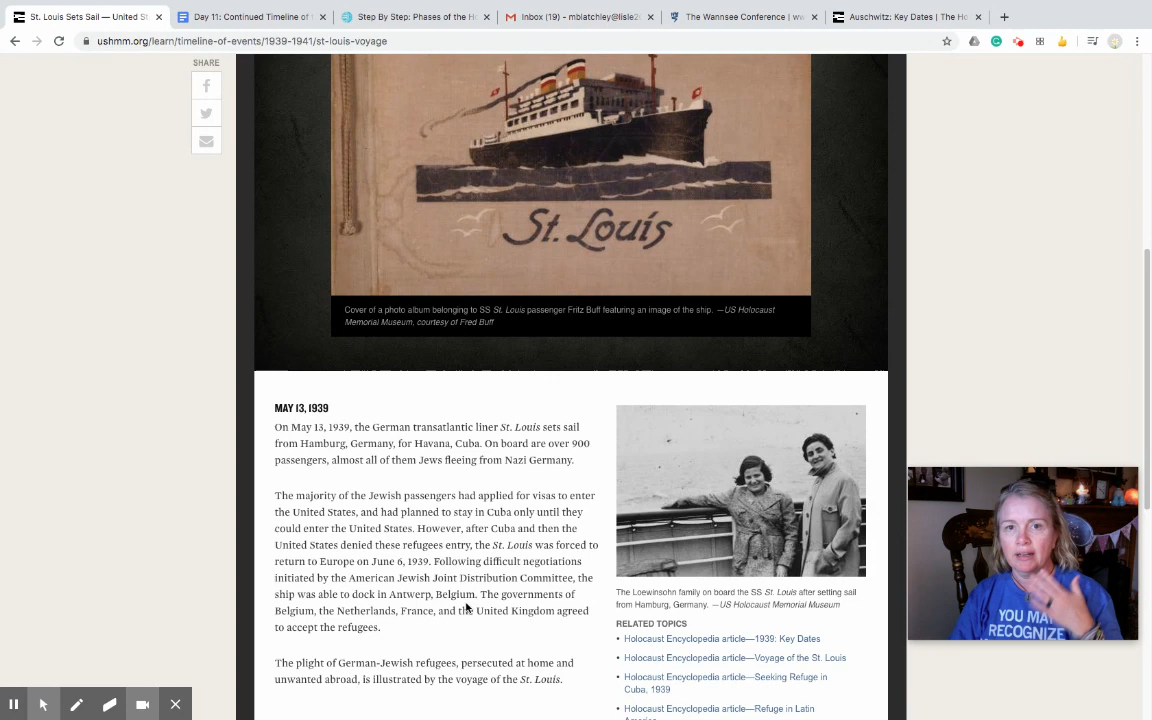 St. Louis Sets Sail — United St
Day 11: Continued Timeline of t
Step By Step: Phases of the Ho
Inbox (19) - mblatchley@lisle2
The Wannsee Conference | ww
Auschwitz: Key Dates | The Ho
ushmm.org/learn/timeline-of-events/1939-1941/st-louis-voyage
SHARE
St. Louis
Cover of a photo album belonging to SS St. Louis passenger Fritz Buff featuring an image of the ship. —US Holocaust
Memorial Museum, courtesy of Fred Buff
MAY 13, 1939
On May 13, 1939, the German transatlantic liner St. Louis sets sail
from Hamburg, Germany, for Havana, Cuba. On board are over 900
passengers, almost all of them Jews fleeing from Nazi Germany.
The majority of the Jewish passengers had applied for visas to enter
the United States, and had planned to stay in Cuba only until they
could enter the United States. However, after Cuba and then the
United States denied these refugees entry, the St. Louis was forced to
return to Europe on June 6, 1939. Following difficult negotiations
initiated by the American Jewish Joint Distribution Committee, the
ship was able to dock in Antwerp, Belgium. The governments of
Belgium, the Netherlands, France, and the United Kingdom agreed
to accept the refugees.
The plight of German-Jewish refugees, persecuted at home and
unwanted abroad, is illustrated by the voyage of the St. Louis.
The Loewinsohn family on board the SS St. Louis after setting sail
from Hamburg, Germany. —US Holocaust Memorial Museum
RELATED TOPICS
• Holocaust Encyclopedia article—1939: Key Dates
• Holocaust Encyclopedia article—Voyage of the St. Louis
• Holocaust Encyclopedia article—Seeking Refuge in
Cuba, 1939
• Holocaust Encyclopedia article—Refuge in Latin
America
YOU MAY
RECOGNIZE